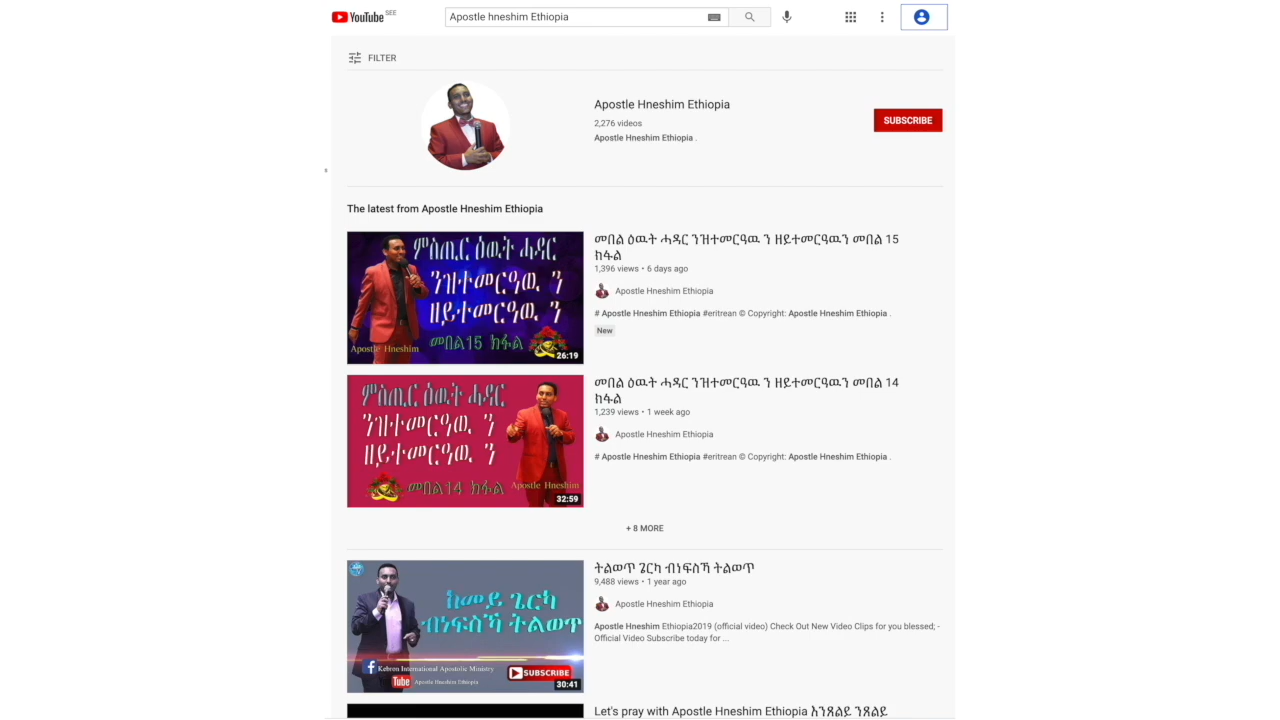 YouTube SEE
Apostle hneshim Ethiopia
FILTER
Apostle Hneshim Ethiopia
2,276 videos
Apostle Hneshim Ethiopia .
SUBSCRIBE
The latest from Apostle Hneshim Ethiopia
ምስጢር ዕዉት ሓዳር
ንዝተመርዓዉ ን
ዘይተመርዓዉ ን
መበል15 ክፋል
Apostle Hneshim
26:19
መበል ዕዉት ሓዳር ንዝተመርዓዉ ን ዘይተመርዓዉን መበል 15
ክፋል
1,396 views • 6 days ago
Apostle Hneshim Ethiopia
# Apostle Hneshim Ethiopia #eritrean © Copyright: Apostle Hneshim Ethiopia .
New
ምስጢር ዕዉት ሓዳር
ንዝተመርዓዉ ን
ዘይተመርዓዉ ን
መበል14 ክፋል
Apostle Hneshim
32:59
መበል ዕዉት ሓዳር ንዝተመርዓዉ ን ዘይተመርዓዉን መበል 14
ክፋል
1,239 views • 1 week ago
Apostle Hneshim Ethiopia
# Apostle Hneshim Ethiopia #eritrean © Copyright: Apostle Hneshim Ethiopia .
+ 8 MORE
ከመይ ጌርካ
ብነፍስኻ ትልወጥ
Kebron International Apostolic Ministry
SUBSCRIBE
Tube Apostle Hneshim Ethiopia
30:41
ትልወጥ ጌርካ ብነፍስኻ ትልወጥ
9,488 views • 1 year ago
Apostle Hneshim Ethiopia
Apostle Hneshim Ethiopia2019 (official video) Check Out New Video Clips for you blessed; -
Official Video Subscribe today for ...
Let's pray with Apostle Hneshim Ethiopia እንጸልይ ንጸልይ